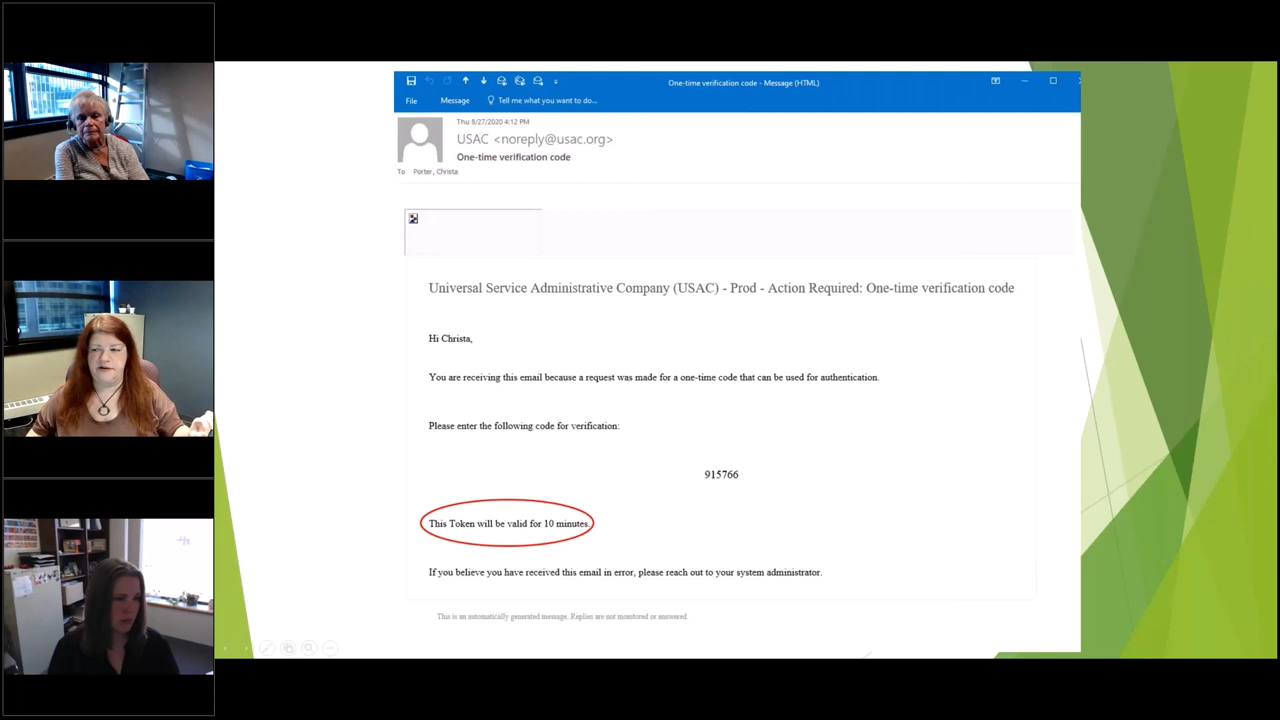 One-time verification code - Message (HTML)
File Message Tell me what you want to do...
Thu 8/27/2020 4:12 PM
USAC <noreply@usac.org>
One-time verification code
To Porter, Christa
Universal Service Administrative Company (USAC) - Prod - Action Required: One-time verification code
Hi Christa,
You are receiving this email because a request was made for a one-time code that can be used for authentication.
Please enter the following code for verification:
915766
This Token will be valid for 10 minutes.
If you believe you have received this email in error, please reach out to your system administrator.
This is an automatically generated message. Replies are not monitored or answered.